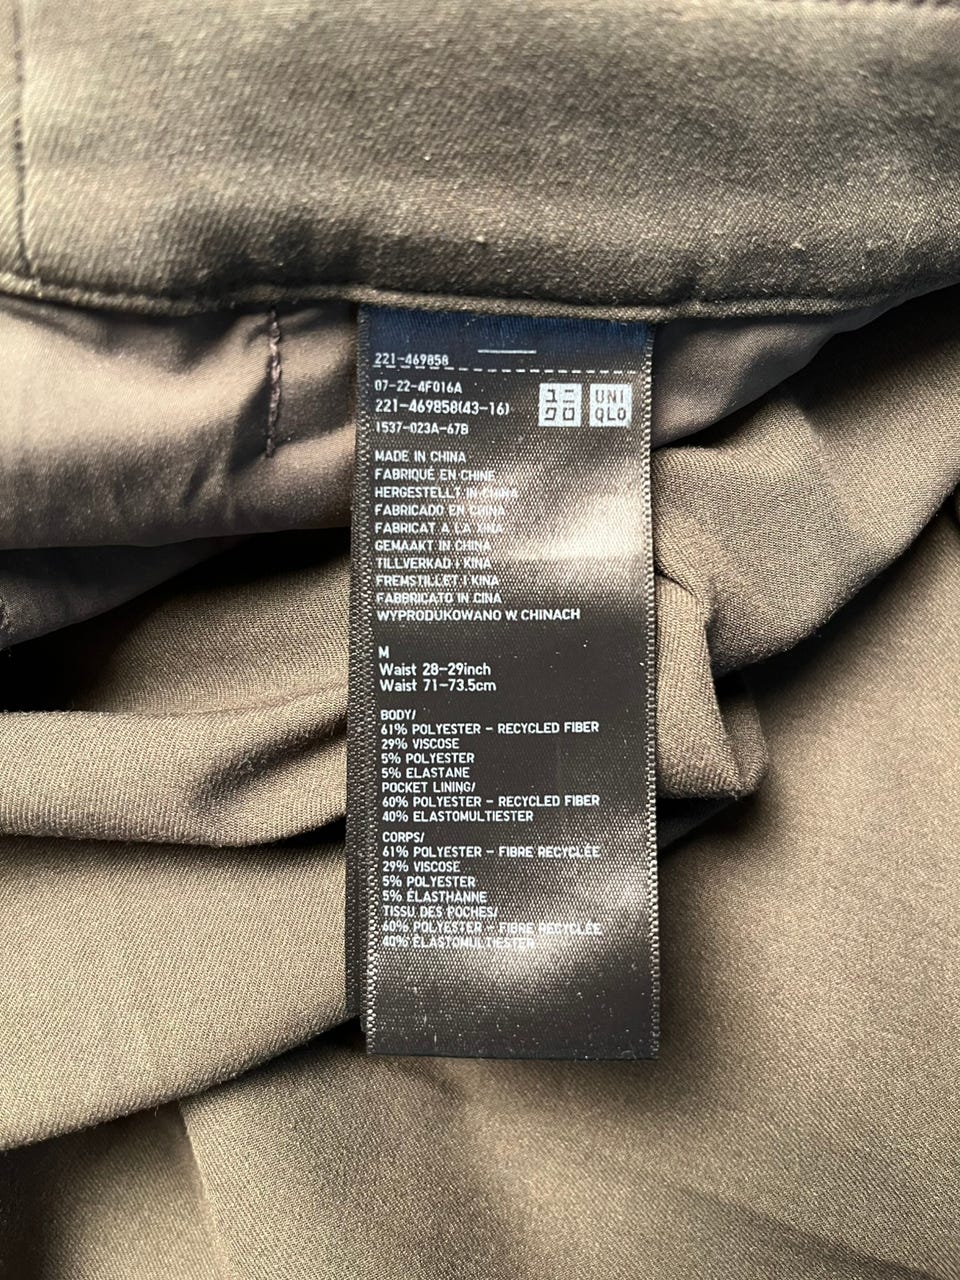 221-469858
07-22-4F016A
221-469858(43-16)
1537-023A-67B
ユニ
クロ
UNI
QLO
MADE IN CHINA
FABRIQUÉ EN CHINE
HERGESTELLT IN CHINA
FABRICADO EN CHINA
FABRICAT A LA XINA
GEMAAKT IN CHINA
TILLVERKAD I KINA
FREMSTILLET I KINA
FABBRICATO IN CINA
WYPRODUKOWANO W CHINACH
M
Waist 28-29inch
Waist 71-73.5cm
BODY/
61% POLYESTER - RECYCLED FIBER
29% VISCOSE
5% POLYESTER
5% ELASTANE
POCKET LINING/
60% POLYESTER - RECYCLED FIBER
40% ELASTOMULTIESTER
CORPS/
61% POLYESTER - FIBRE RECYCLÉE
29% VISCOSE
5% POLYESTER
5% ÉLASTHANNE
TISSU DES POCHES/
60% POLYESTER - FIBRE RECYCLÉE
40% ÉLASTOMULTIESTER